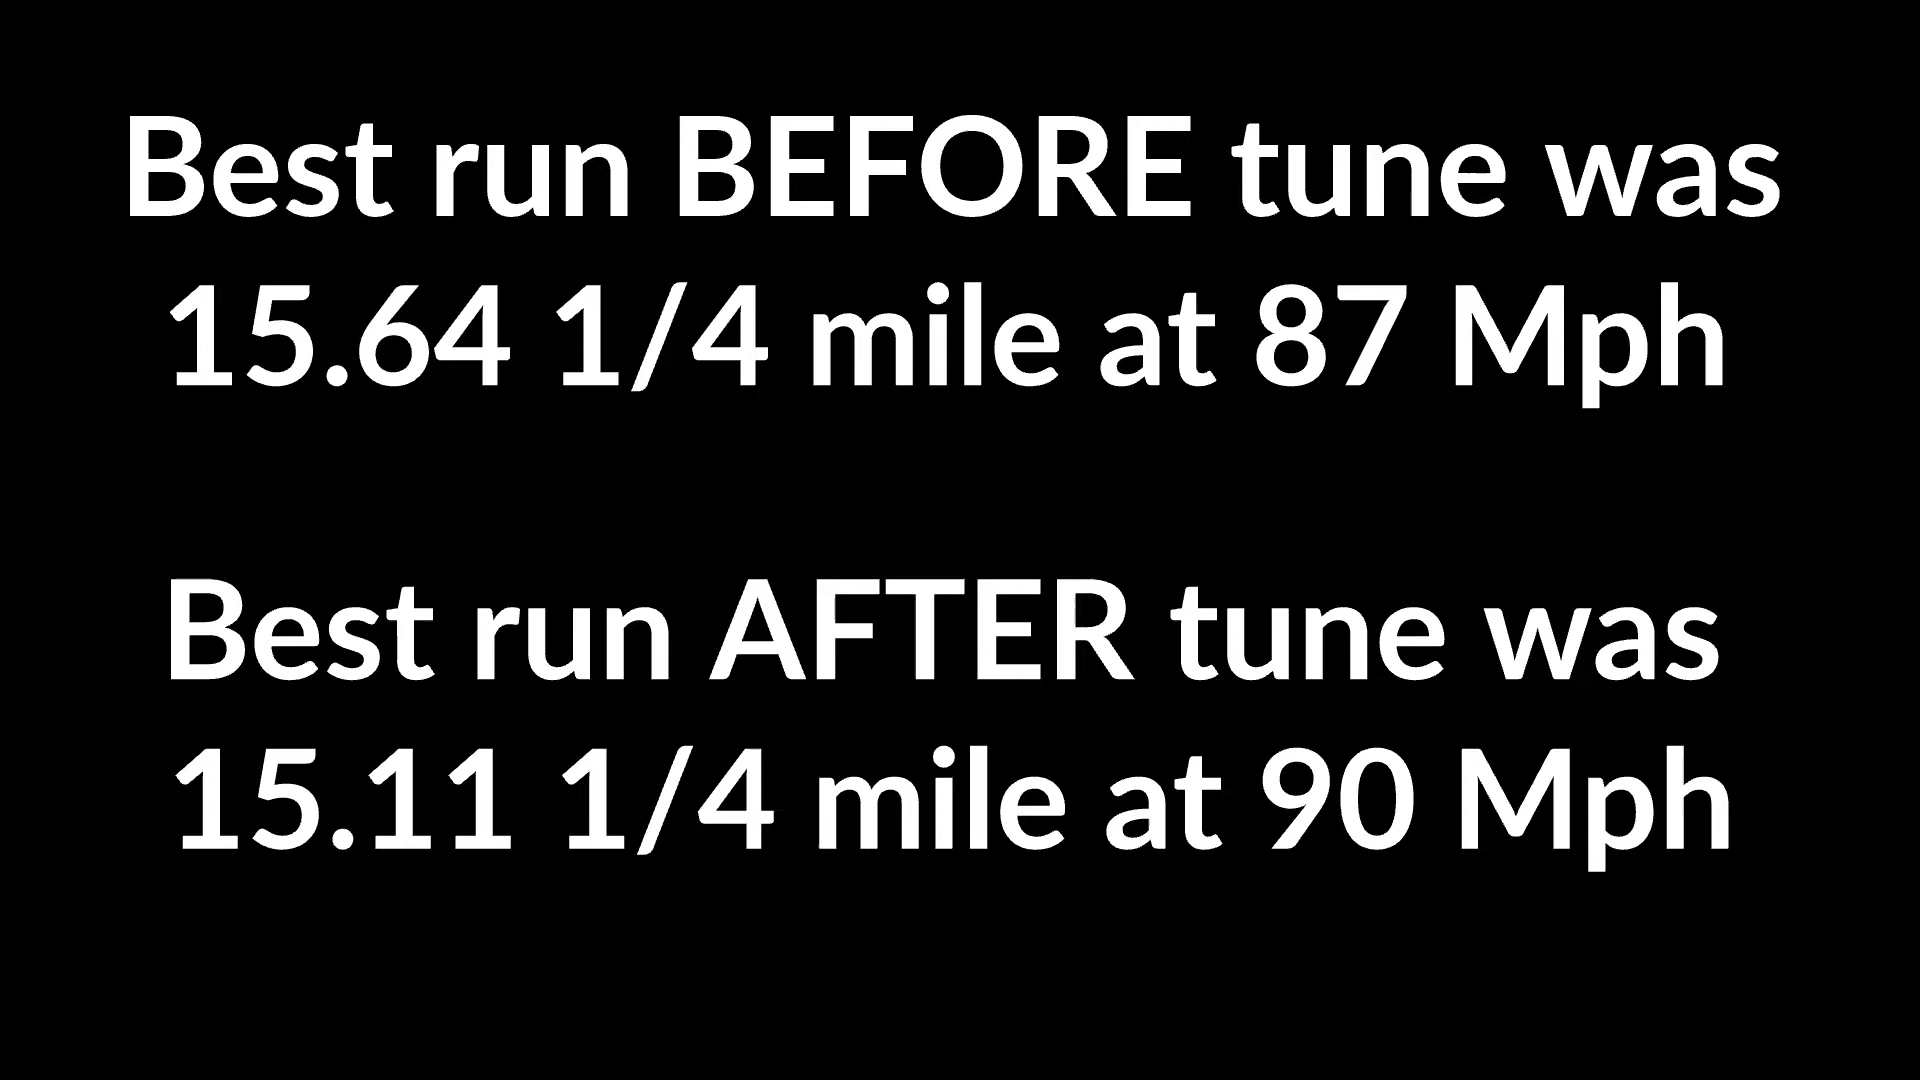 Best run BEFORE tune was
15.64 1/4 mile at 87 Mph
Best run AFTER tune was
15.11 1/4 mile at 90 Mph